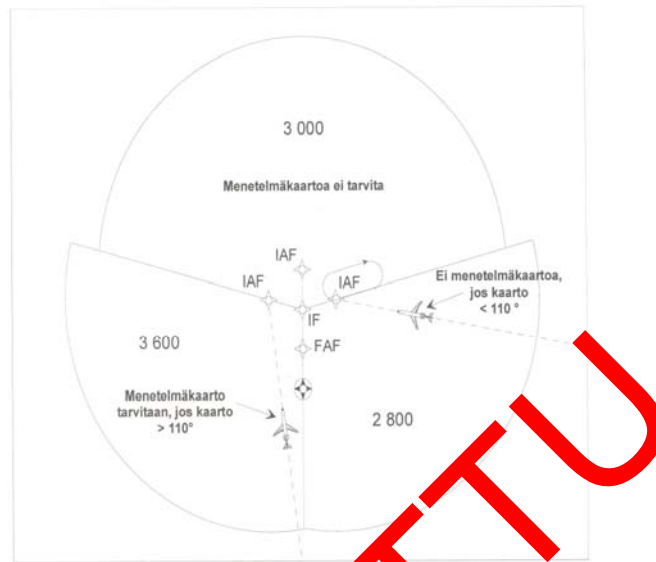 3 000
Menetelmäkaartoa ei tarvita
IAF
IAF
IAF
Ei menetelmäkaartoa,
jos kaarto
< 110 °
IF
3 600
FAF
Menetelmäkaarto
tarvitaan, jos kaarto
> 110°
2 800
TTU